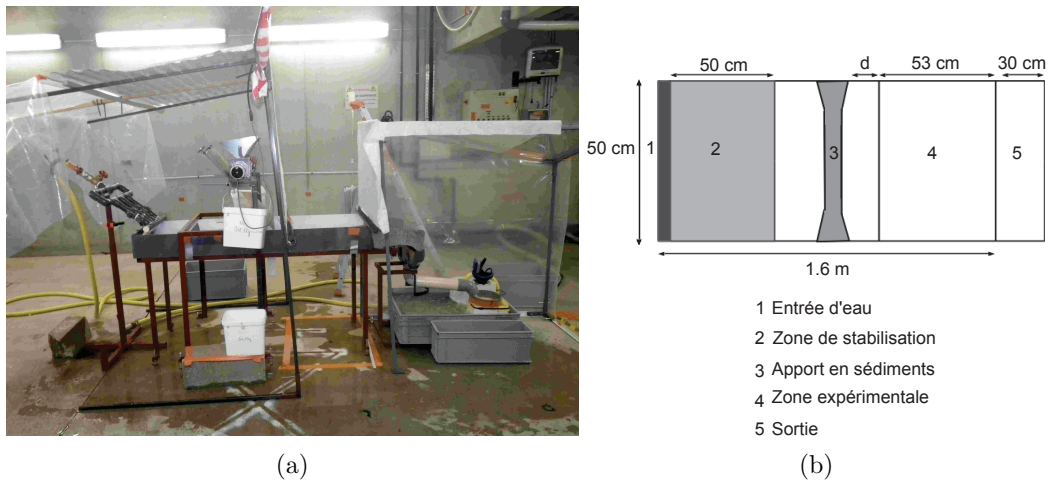 50 cm
d
53 cm
30 cm
50 cm
1
2
3
4
5
1.6 m
1 Entrée d'eau
2 Zone de stabilisation
3 Apport en sédiments
4 Zone expérimentale
5 Sortie
(a)
(b)